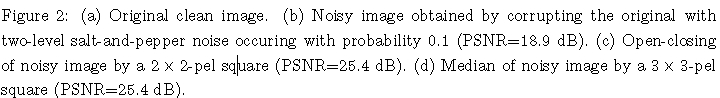 Figure 2: (a) Original clean image. (b) Noisy image obtained by corrupting the original with
two-level salt-and-pepper noise occuring with probability 0.1 (PSNR=18.9 dB). (c) Open-closing
of noisy image by a 2 × 2-pel square (PSNR=25.4 dB). (d) Median of noisy image by a 3 × 3-pel
square (PSNR=25.4 dB).